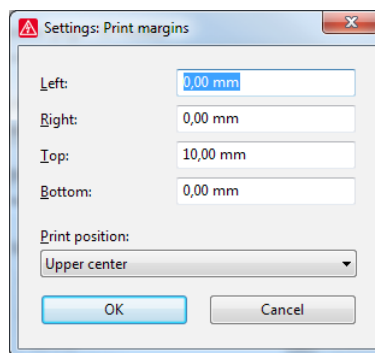 Settings: Print margins
Left: 0,00 mm
Right: 0,00 mm
Top: 10,00 mm
Bottom: 0,00 mm
Print position:
Upper center
OK Cancel